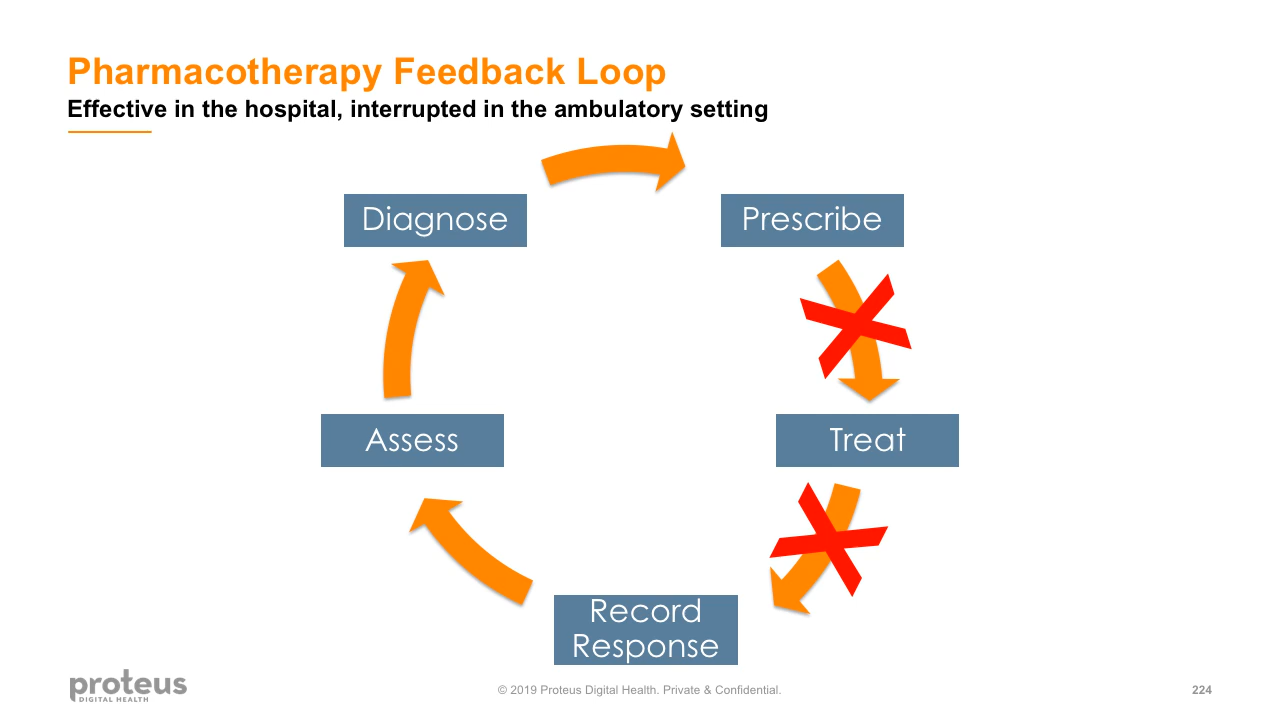 Pharmacotherapy Feedback Loop
Effective in the hospital, interrupted in the ambulatory setting
Diagnose
Prescribe
Assess
Treat
Record
Response
proteus
DIGITAL HEALTH
© 2019 Proteus Digital Health. Private & Confidential.
224